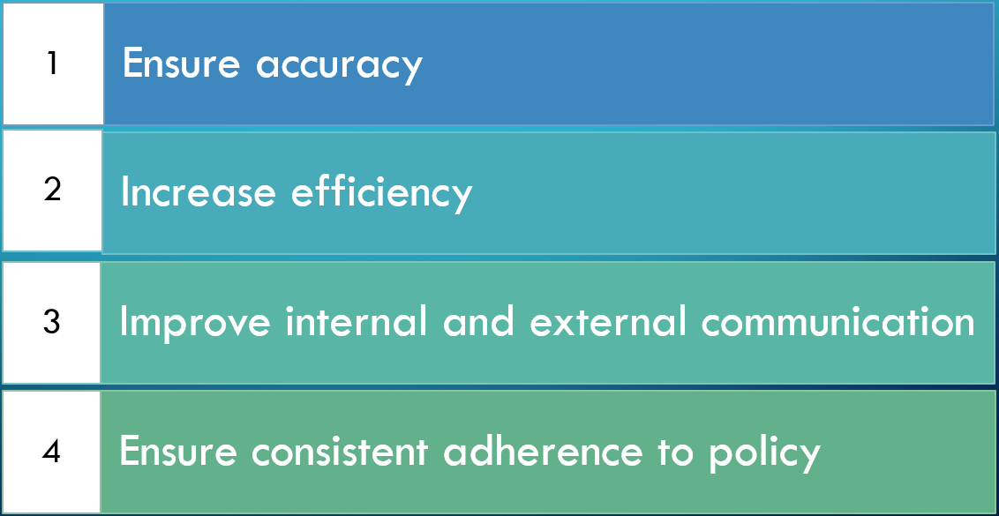 1 Ensure accuracy
2 Increase efficiency
3 Improve internal and external communication
4 Ensure consistent adherence to policy